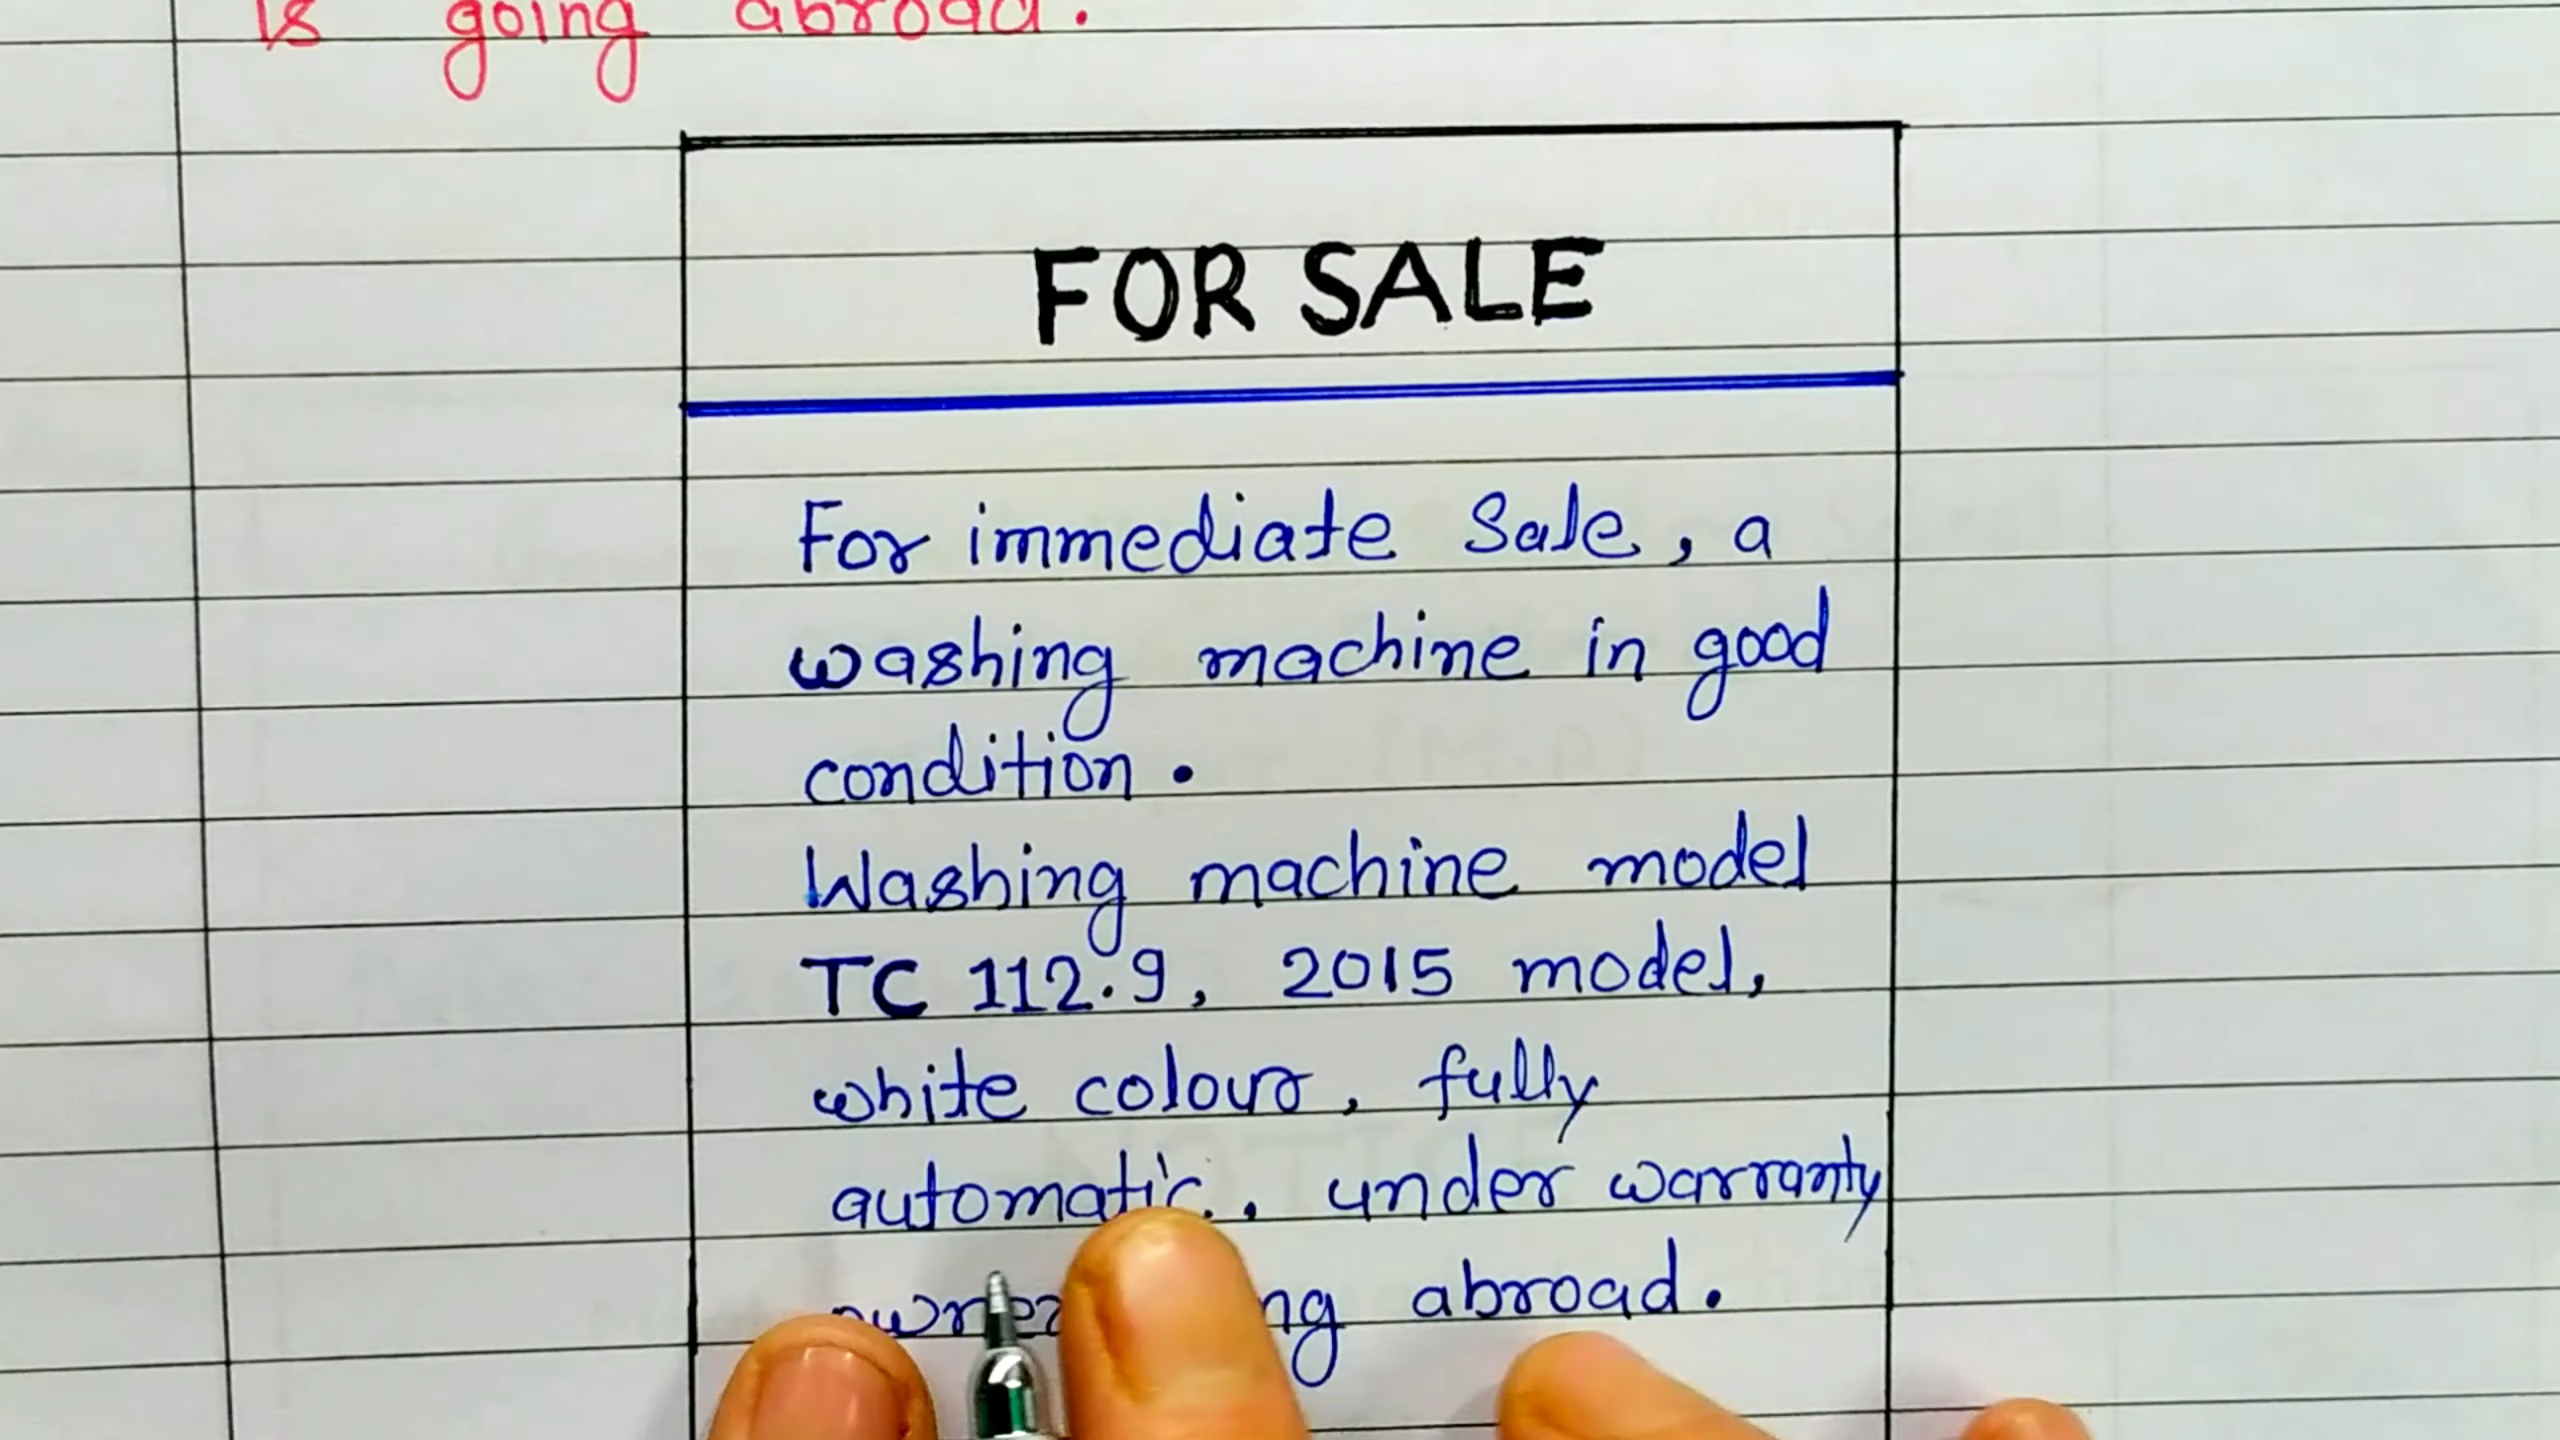 is going abroad.
FOR SALE
For immediate Sale, a
washing machine in good
condition.
Washing machine model
TC 112.9, 2015 model,
white colour, fully
automatic, under warranty
abroad.